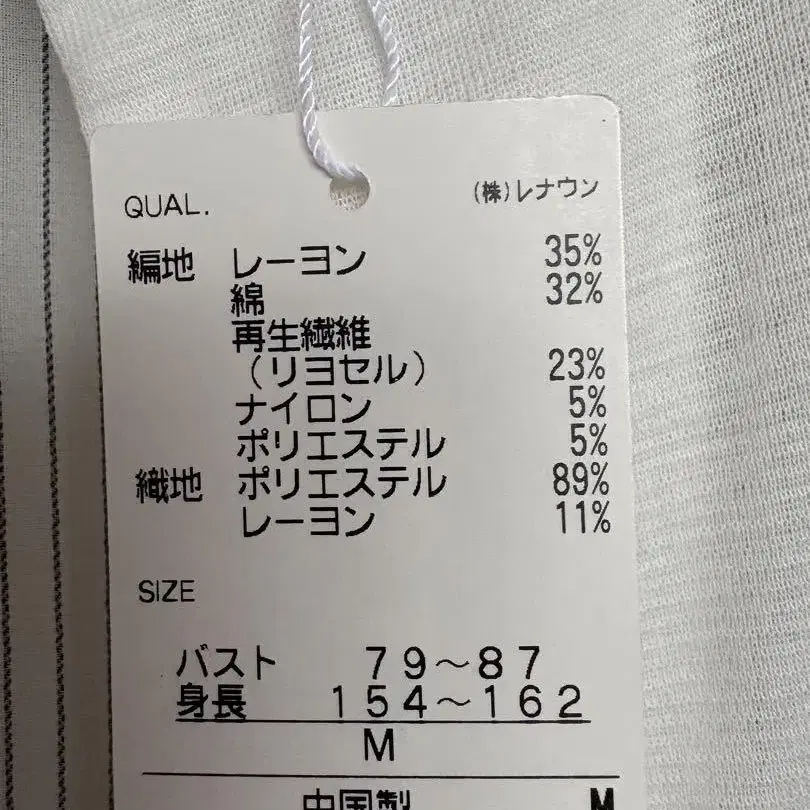 QUAL. (株)レナウン
編地 レーヨン 35%
綿 32%
再生繊維
（リヨセル） 23%
ナイロン 5%
ポリエステル 5%
織地 ポリエステル 89%
レーヨン 11%
SIZE
バスト 79～87
身長 154～162
M
中国製 M